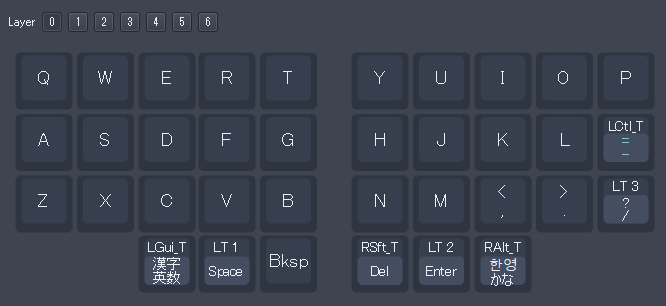 Layer 0 1 2 3 4 5 6
Q W E R T Y U I O P
LCtl_T
A S D F G H J K L =
–
LT 3
Z X C V B N M < > ?
, . /
LGui_T LT 1 Bksp RSft_T LT 2 RAlt_T
漢字 Space Del Enter 한영
英数 かな